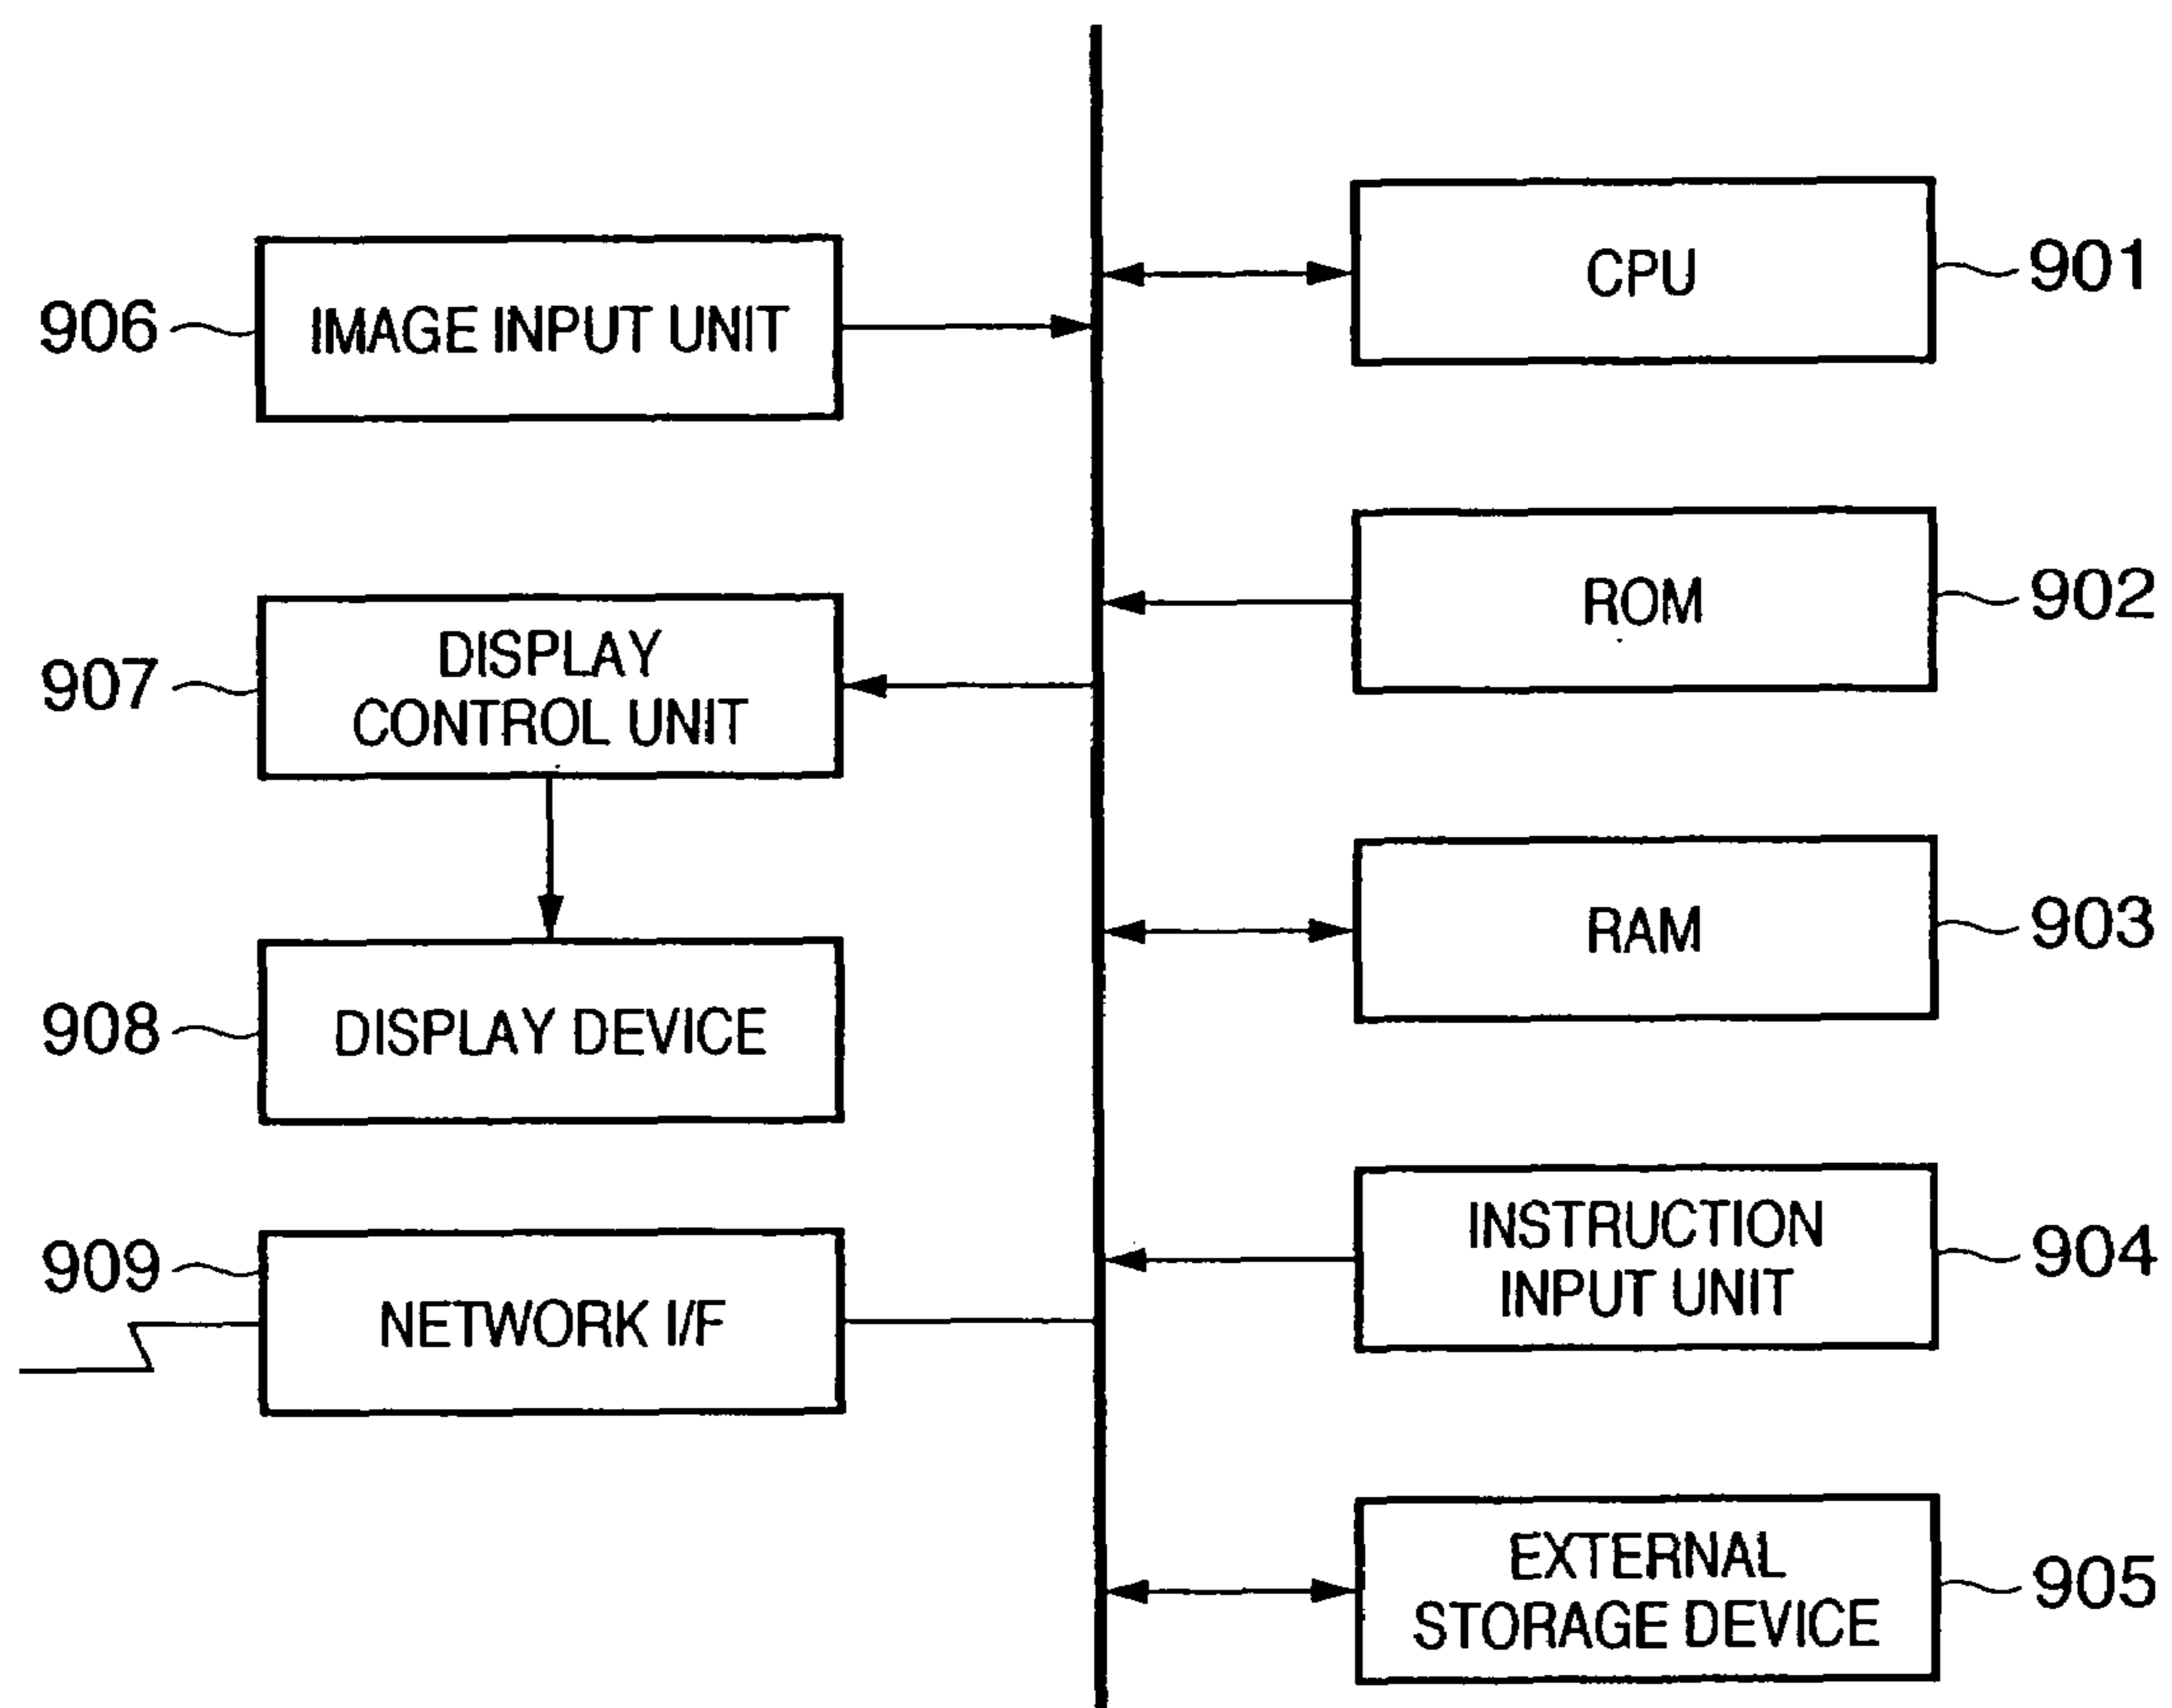 906
IMAGE INPUT UNIT
907
DISPLAY
CONTROL UNIT
908
DISPLAY DEVICE
909
NETWORK I/F
CPU
901
ROM
902
RAM
903
INSTRUCTION
INPUT UNIT
904
EXTERNAL
STORAGE DEVICE
905